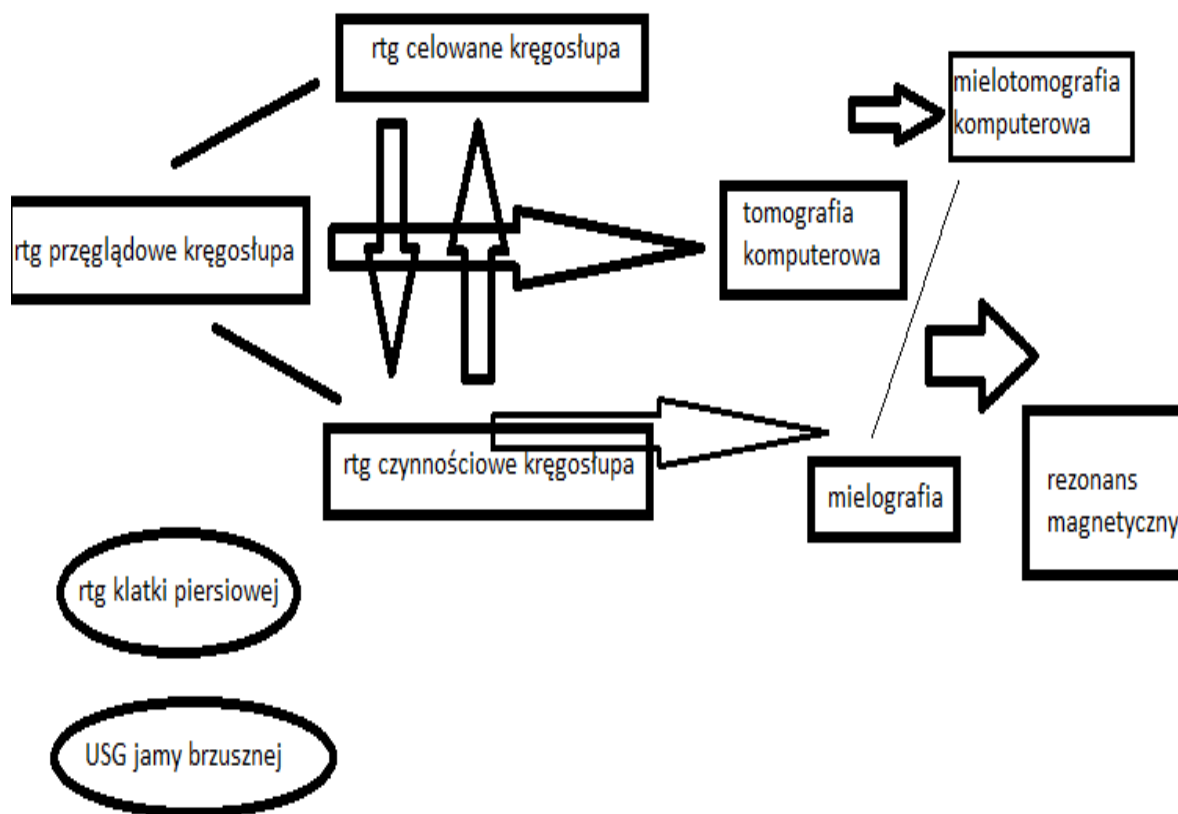 rtg celowane kręgosłupa
mielotomografia
komputerowa
rtg przęglądowe kręgosłupa
tomografia
komputerowa
rtg czynnościowe kręgosłupa
mielografia
rezonans
magnetyczny
rtg klatki piersiowej
USG jamy brzusznej